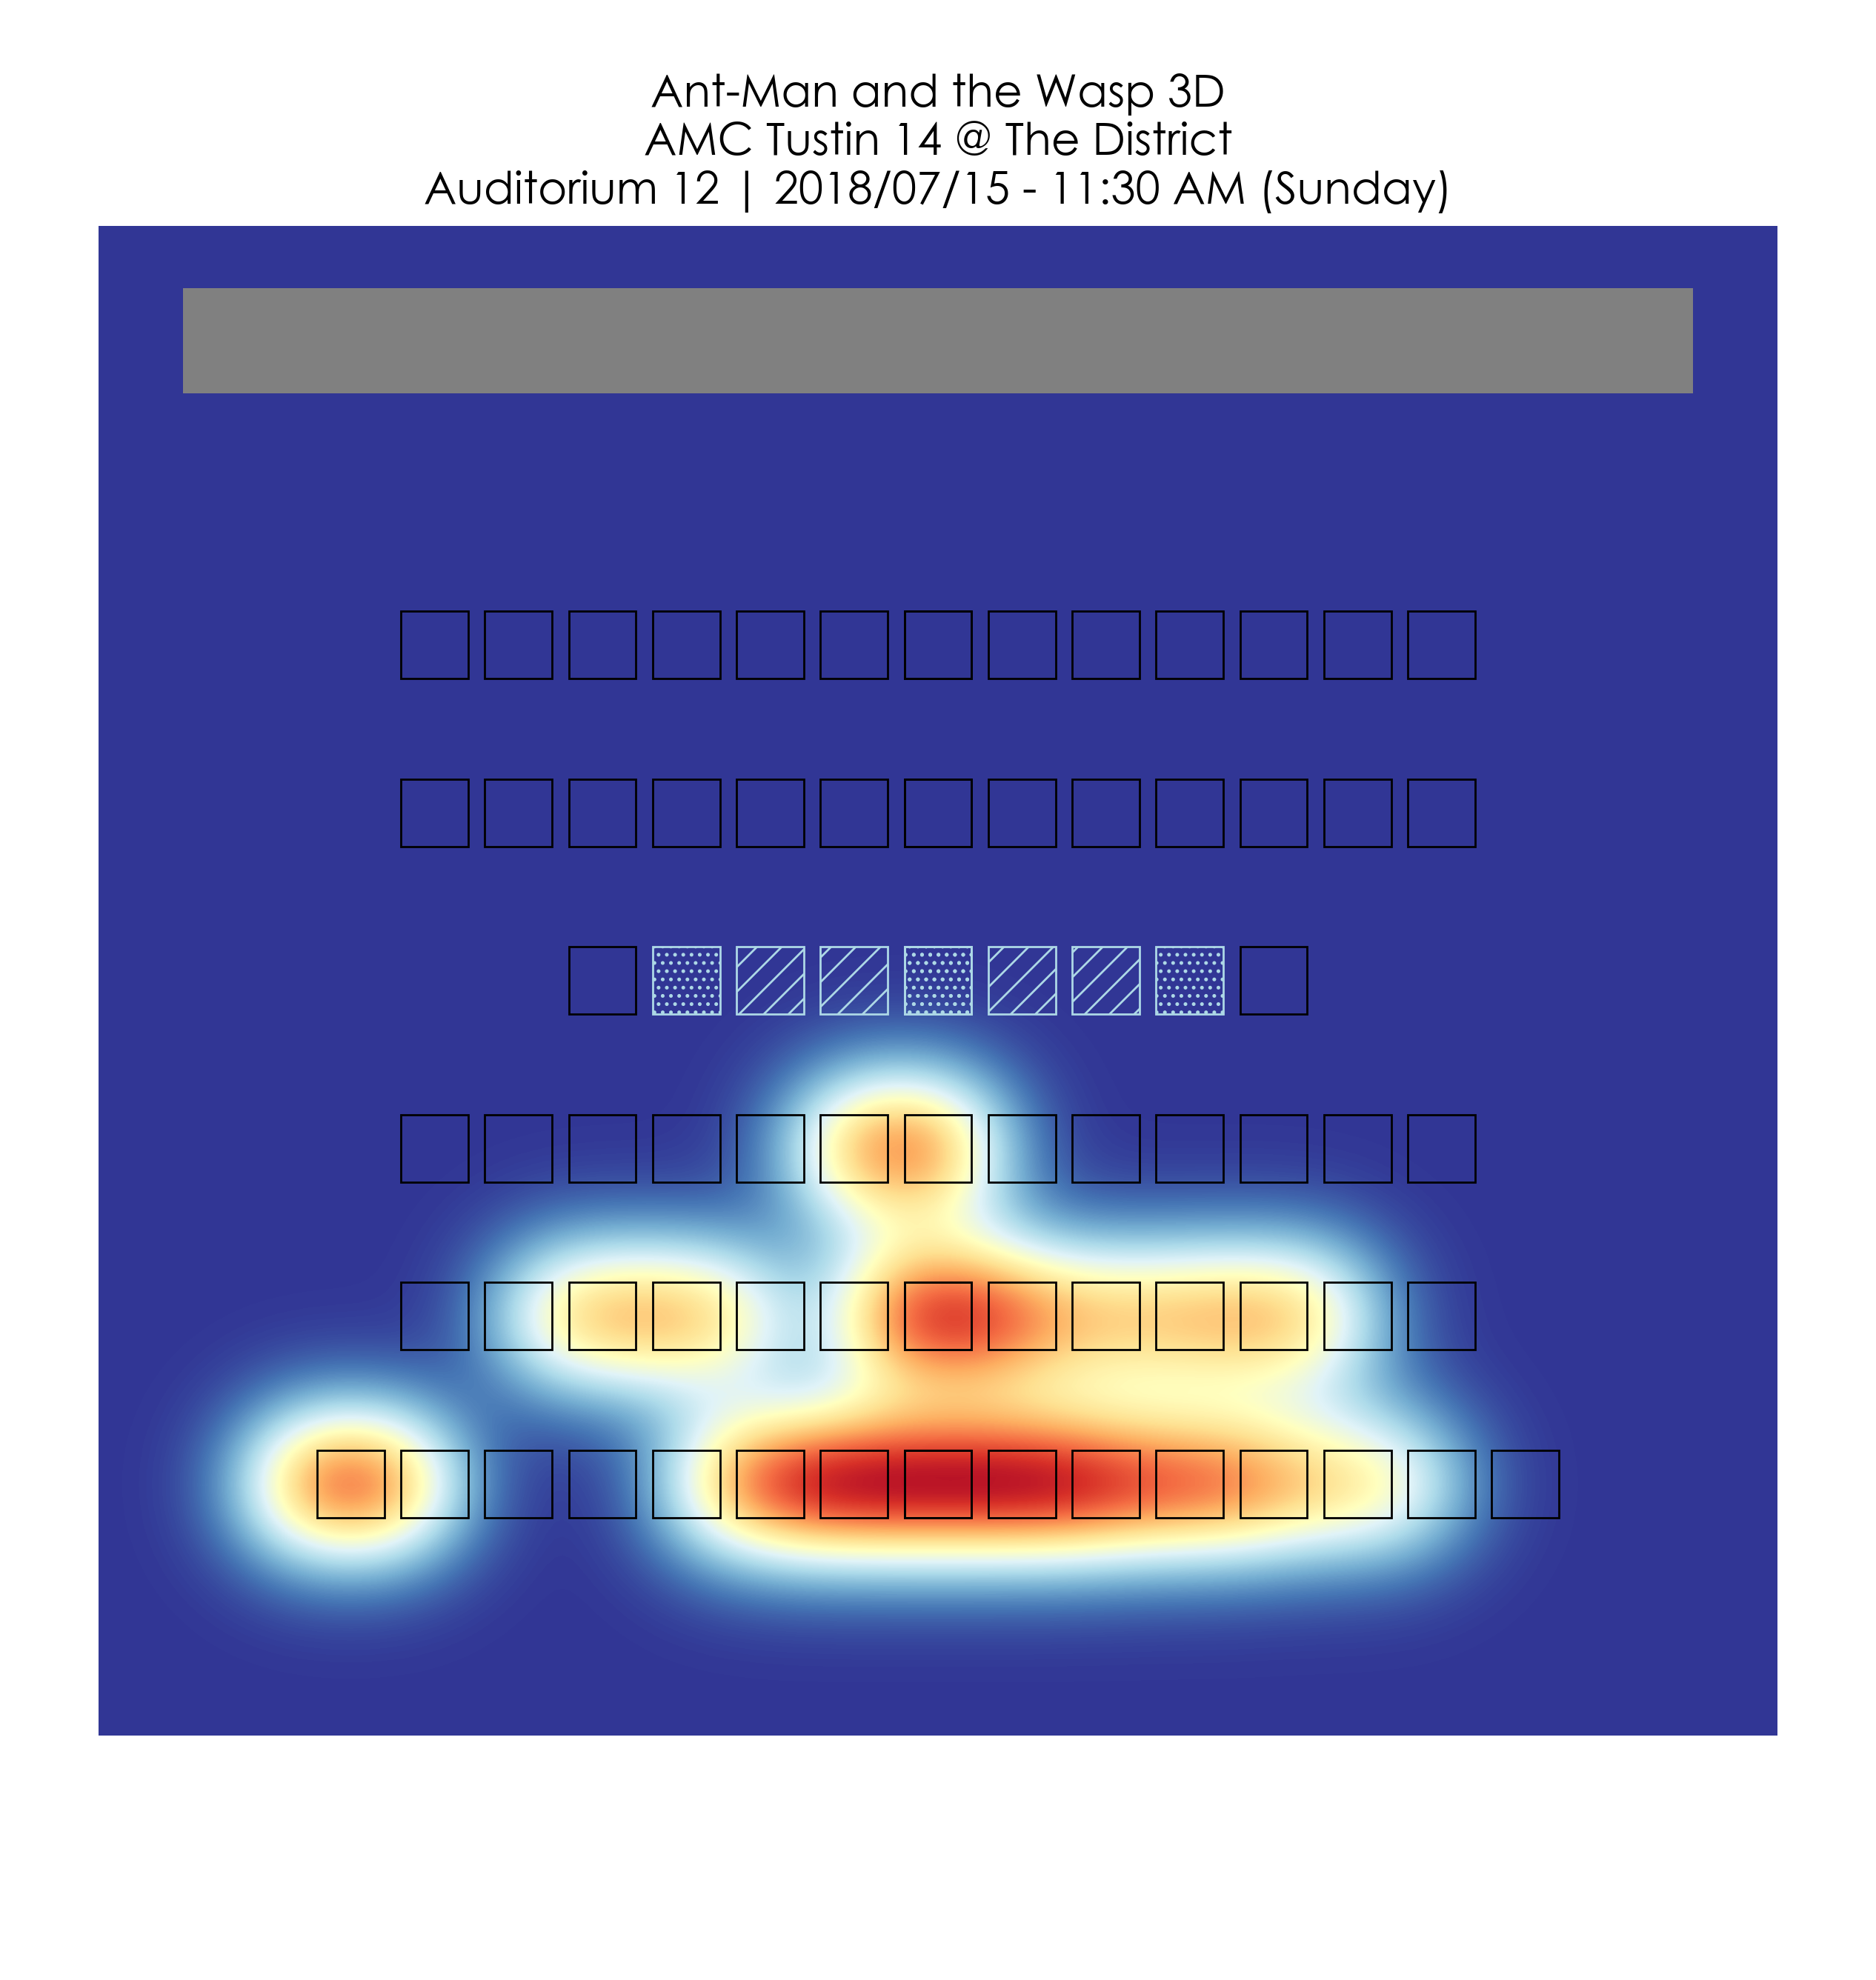 Ant-Man and the Wasp 3D
AMC Tustin 14 @ The District
Auditorium 12 | 2018/07/15 - 11:30 AM (Sunday)